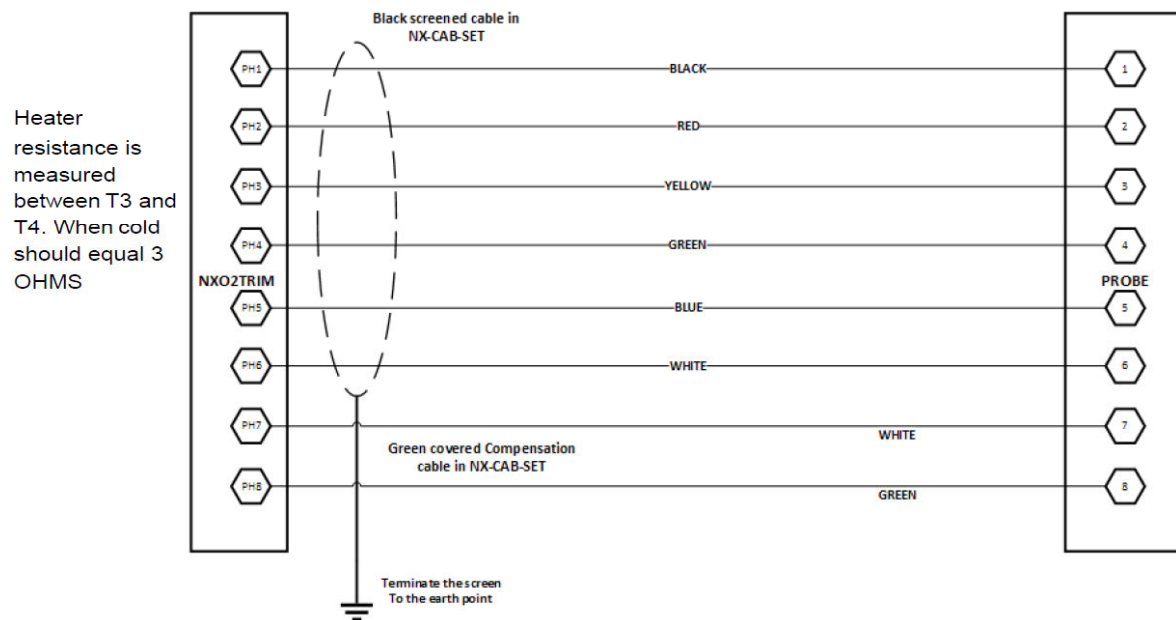 Black screened cable in
NX-CAB-SET
PH1
BLACK
1
PH2
RED
2
Heater
resistance is
measured
between T3 and
T4. When cold
should equal 3
OHMS
PH3
YELLOW
3
PH4
GREEN
4
NXO2TRIM
PROBE
PH5
BLUE
5
PH6
WHITE
6
PH7
WHITE
7
Green covered Compensation
cable in NX-CAB-SET
PH8
GREEN
8
Terminate the screen
To the earth point